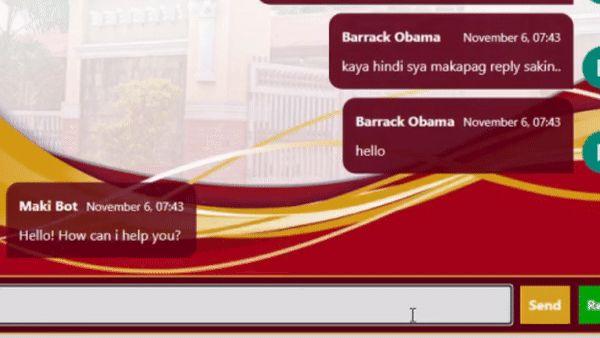 Barrack Obama November 6, 07:43
kaya hindi sya makapag reply sakin..
Barrack Obama November 6, 07:43
hello
Maki Bot November 6, 07:43
Hello! How can i help you?
Send